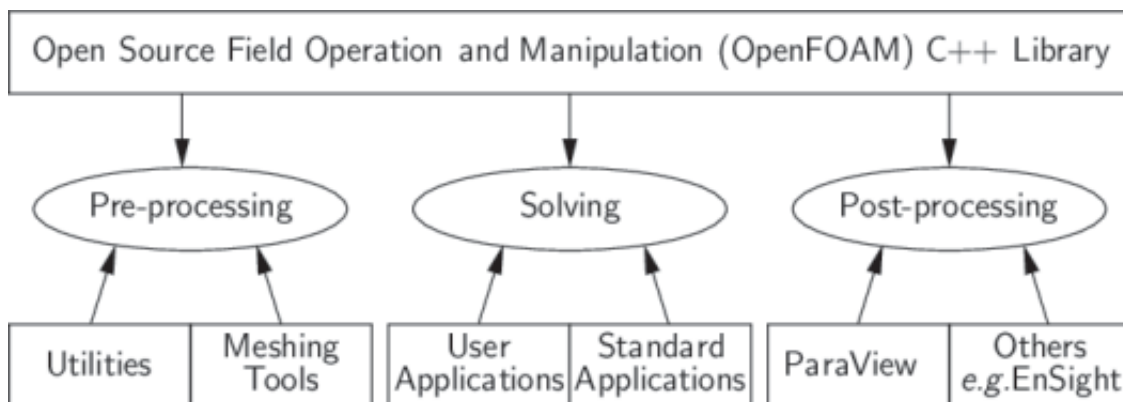 Open Source Field Operation and Manipulation (OpenFOAM) C++ Library
Pre-processing
Solving
Post-processing
Utilities
Meshing
Tools
User
Applications
Standard
Applications
ParaView
Others
e.g.EnSight